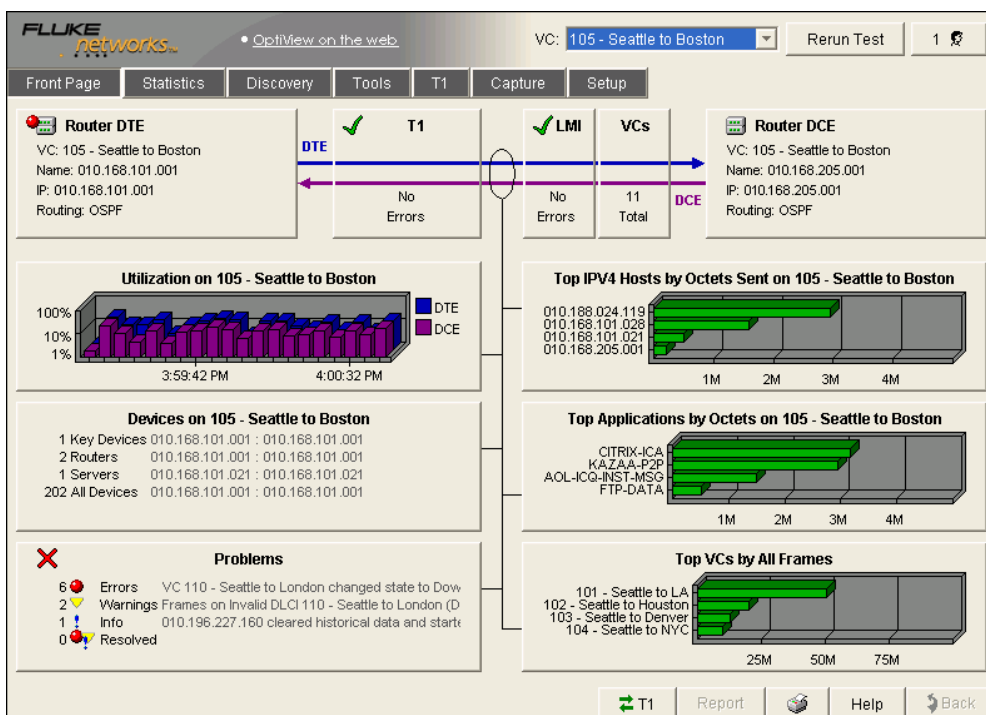 FLUKE
networks™
OptiView on the web
VC: 105 - Seattle to Boston
Rerun Test
1
Front Page
Statistics
Discovery
Tools
T1
Capture
Setup
Router DTE
VC: 105 - Seattle to Boston
Name: 010.168.101.001
IP: 010.168.101.001
Routing: OSPF
DTE
T1
No
Errors
LMI
No
Errors
VCs
11
Total
DCE
Router DCE
VC: 105 - Seattle to Boston
Name: 010.168.205.001
IP: 010.168.205.001
Routing: OSPF
Utilization on 105 - Seattle to Boston
100%
10%
1%
3:59:42 PM
4:00:32 PM
DTE
DCE
Top IPV4 Hosts by Octets Sent on 105 - Seattle to Boston
010.188.024.119
010.168.101.028
010.168.101.021
010.168.205.001
1M 2M 3M 4M
Devices on 105 - Seattle to Boston
1 Key Devices 010.168.101.001 : 010.168.101.001
2 Routers 010.168.101.001 : 010.168.101.001
1 Servers 010.168.101.021 : 010.168.101.021
202 All Devices 010.168.101.001 : 010.168.101.001
Top Applications by Octets on 105 - Seattle to Boston
CITRIX-ICA
KAZAA-P2P
AOL-ICQ-INST-MSG
FTP-DATA
1M 2M 3M 4M
Problems
6 Errors VC 110 - Seattle to London changed state to Dow
2 Warnings Frames on Invalid DLCI 110 - Seattle to London (D
1 Info 010.196.227.160 cleared historical data and starte
0 Resolved
Top VCs by All Frames
101 - Seattle to LA
102 - Seattle to Houston
103 - Seattle to Denver
104 - Seattle to NYC
25M 50M 75M
T1
Report
Help
Back